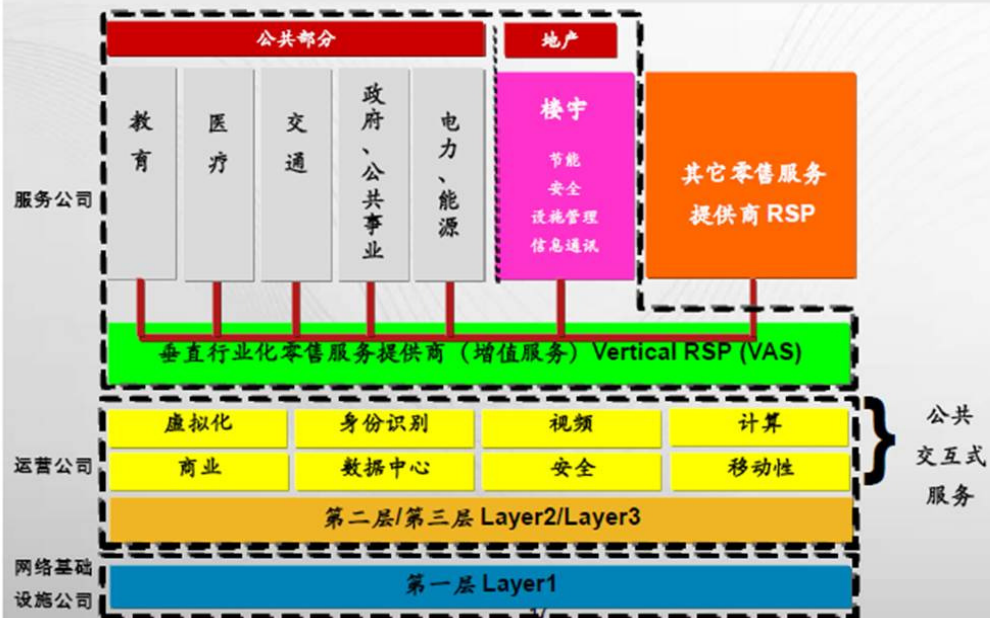 公共部分
地产
教育
医疗
交通
政府、公共事业
电力、能源
楼宇
节能
安全
设施管理
信息通讯
其它零售服务
提供商 RSP
服务公司
垂直行业化零售服务提供商（增值服务）Vertical RSP (VAS)
虚拟化
身份识别
视频
计算
商业
数据中心
安全
移动性
运营公司
公共
交互式
服务
第二层/第三层 Layer2/Layer3
网络基础
设施公司
第一层 Layer1